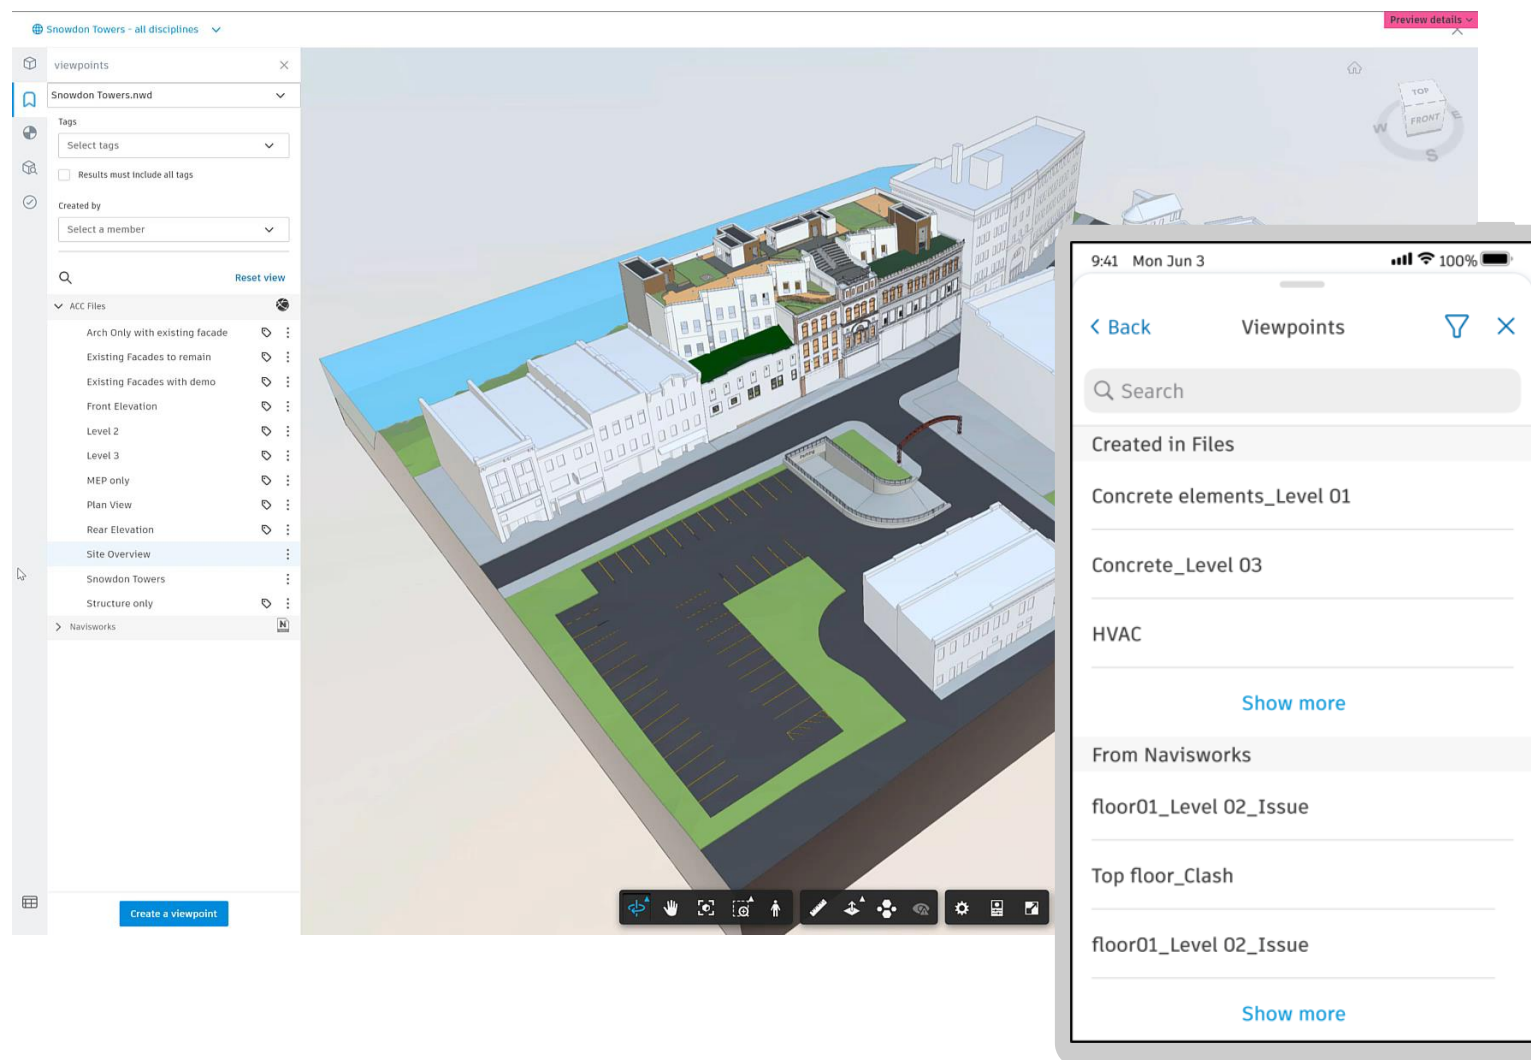 Snowdon Towers - all disciplines
Preview details
viewpoints
Snowdon Towers.nwd
Tags
Select tags
Results must include all tags
Created by
Select a member
Reset view
ACC Files
Arch Only with existing facade
Existing Facades to remain
Existing Facades with demo
Front Elevation
Level 2
Level 3
MEP only
Plan View
Rear Elevation
Site Overview
Snowdon Towers
Structure only
Navisworks
N
Create a viewpoint
TOP
FRONT
W
E
S
9:41 Mon Jun 3
100%
Back
Viewpoints
Search
Created in Files
Concrete elements_Level 01
Concrete_Level 03
HVAC
Show more
From Navisworks
floor01_Level 02_Issue
Top floor_Clash
floor01_Level 02_Issue
Show more